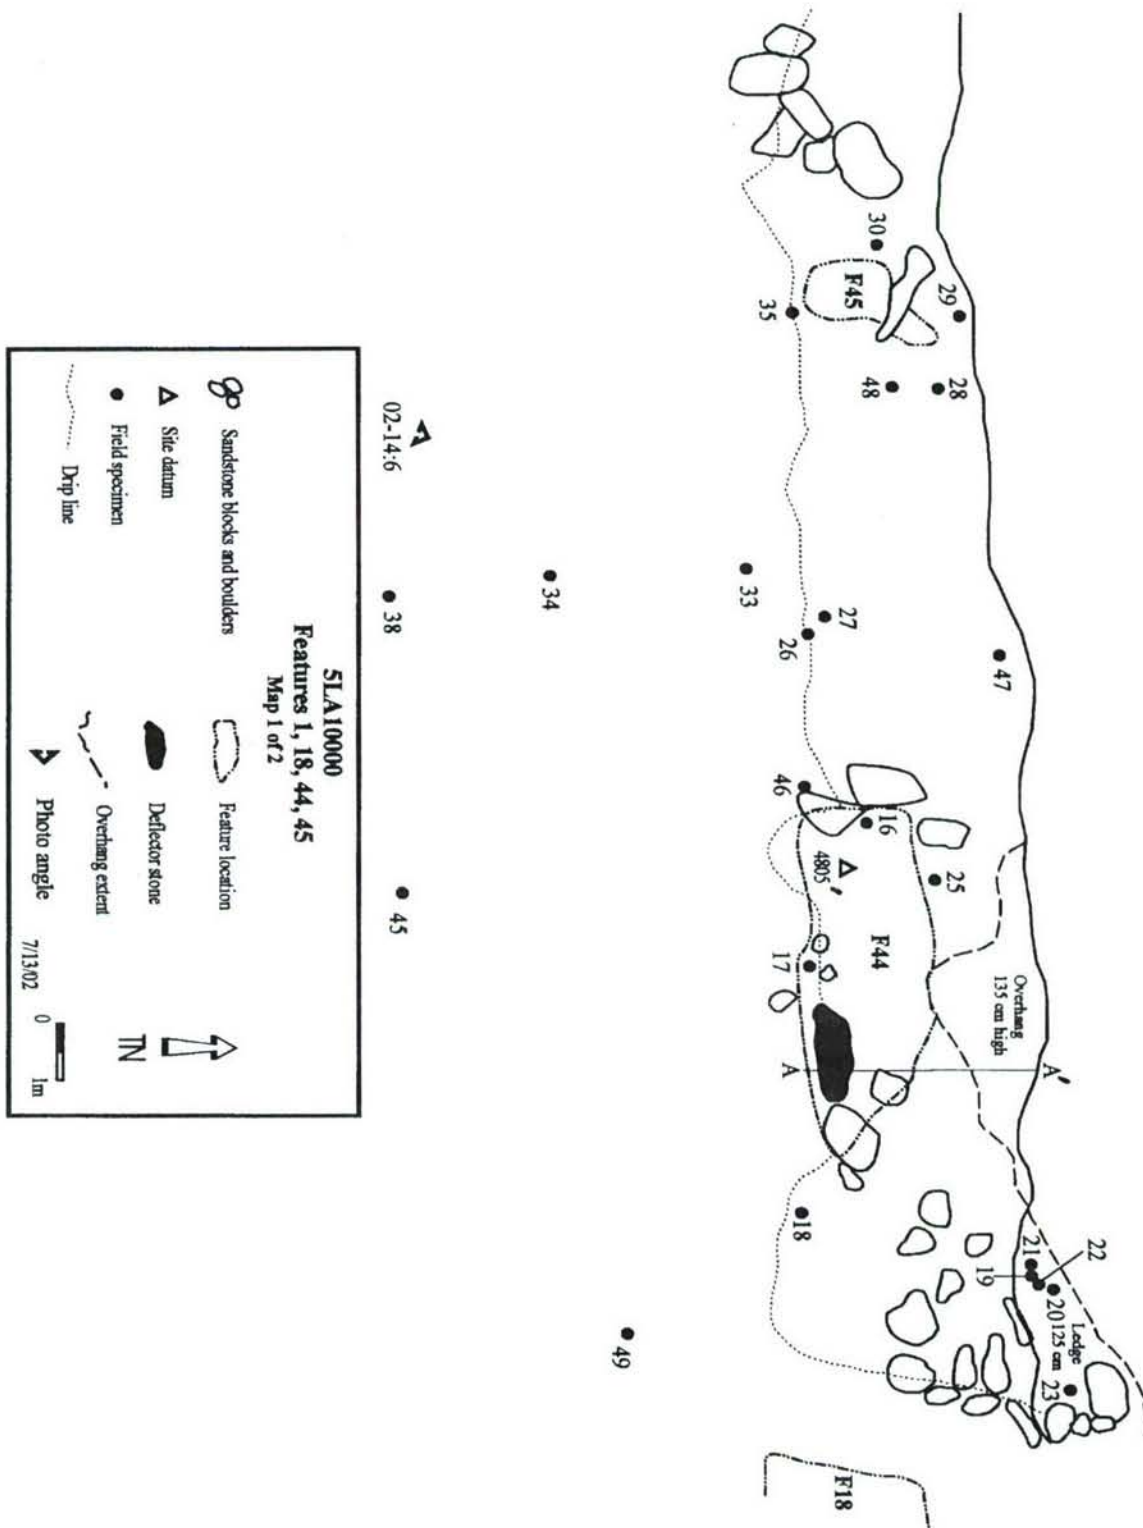 30
F45
29
35
48
28
33
27
26
47
34
38
02-14:6
46
16
4805'
25
F44
17
Overhang
135 cm high
A
A'
45
18
21
22
19
20
Ledge
125 cm
23
49
F18
5LA10000
Features 1, 18, 44, 45
Map 1 of 2
Sandstone blocks and boulders
Site datum
Field specimen
Drip line
Feature location
Deflector stone
Overhang extent
Photo angle
7/13/02
TN
0 1m